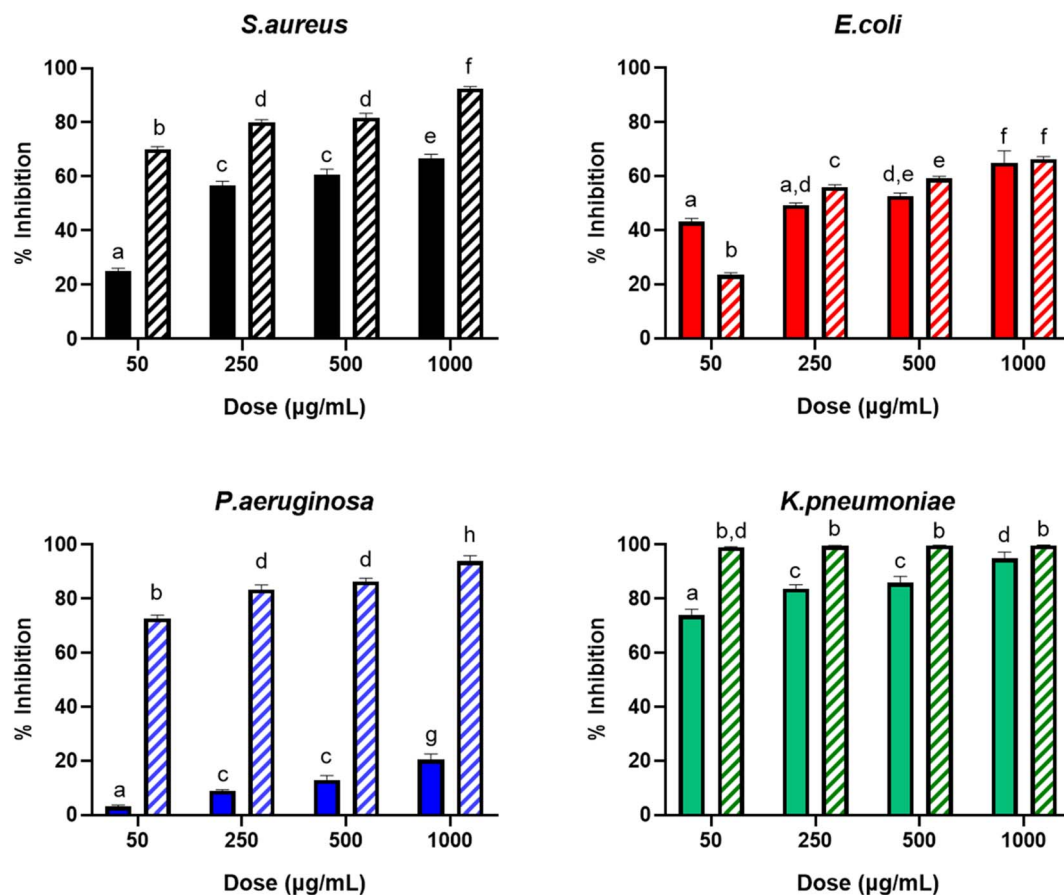 S.aureus
% Inhibition
100
80
60
40
20
0
a
b
c
d
c
d
e
f
50
250
500
1000
Dose (µg/mL)
E.coli
% Inhibition
100
80
60
40
20
0
a
b
a,d
c
d,e
e
f
f
50
250
500
1000
Dose (µg/mL)
P.aeruginosa
% Inhibition
100
80
60
40
20
0
a
b
c
d
c
d
g
h
50
250
500
1000
Dose (µg/mL)
K.pneumoniae
% Inhibition
100
80
60
40
20
0
a
b,d
c
b
c
b
d
b
50
250
500
1000
Dose (µg/mL)